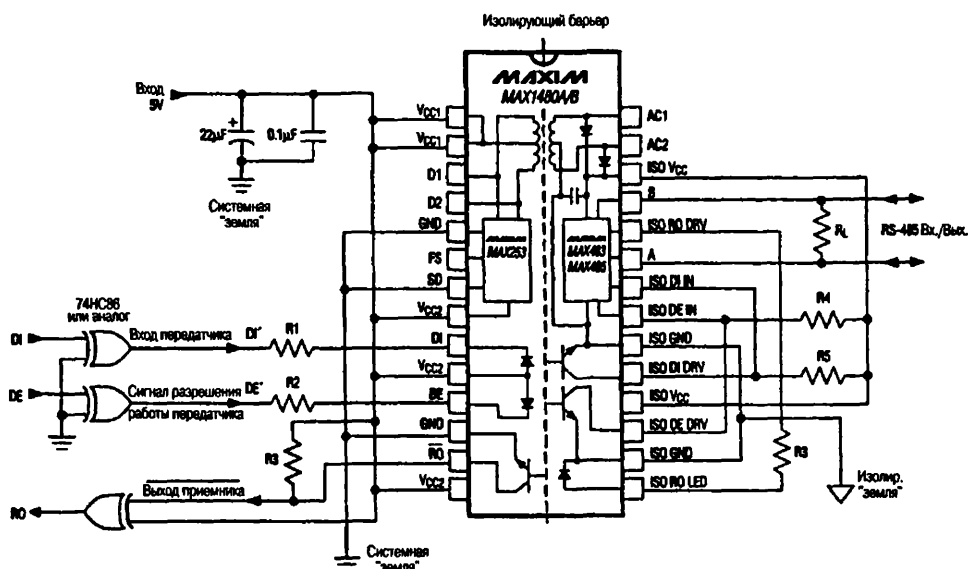 Изолирующий барьер
MAXIM
MAX1480A/B
Вход
5V
22µF
+
0.1µF
Системная
"земля"
VCC1
VCC1
D1
D2
GND
FS
SD
VCC2
DI
VCC2
DE
GND
RO
VCC2
MAXIM
MAX253
MAXIM
MAX483
MAX485
AC1
AC2
ISO VCC
B
ISO RO DRV
A
ISO DI IN
ISO DE IN
ISO GND
ISO DI DRV
ISO VCC
ISO DE DRV
ISO GND
ISO RO LED
RL
RS-485 Вх./Вых.
R4
R5
R3
Изолир.
"земля"
74HC86
или аналог
DI
Вход передатчика
DI'
R1
DE
Сигнал разрешения
DE'
работы передатчика
R2
R3
Выход приемника
RO
Системная
"земля"